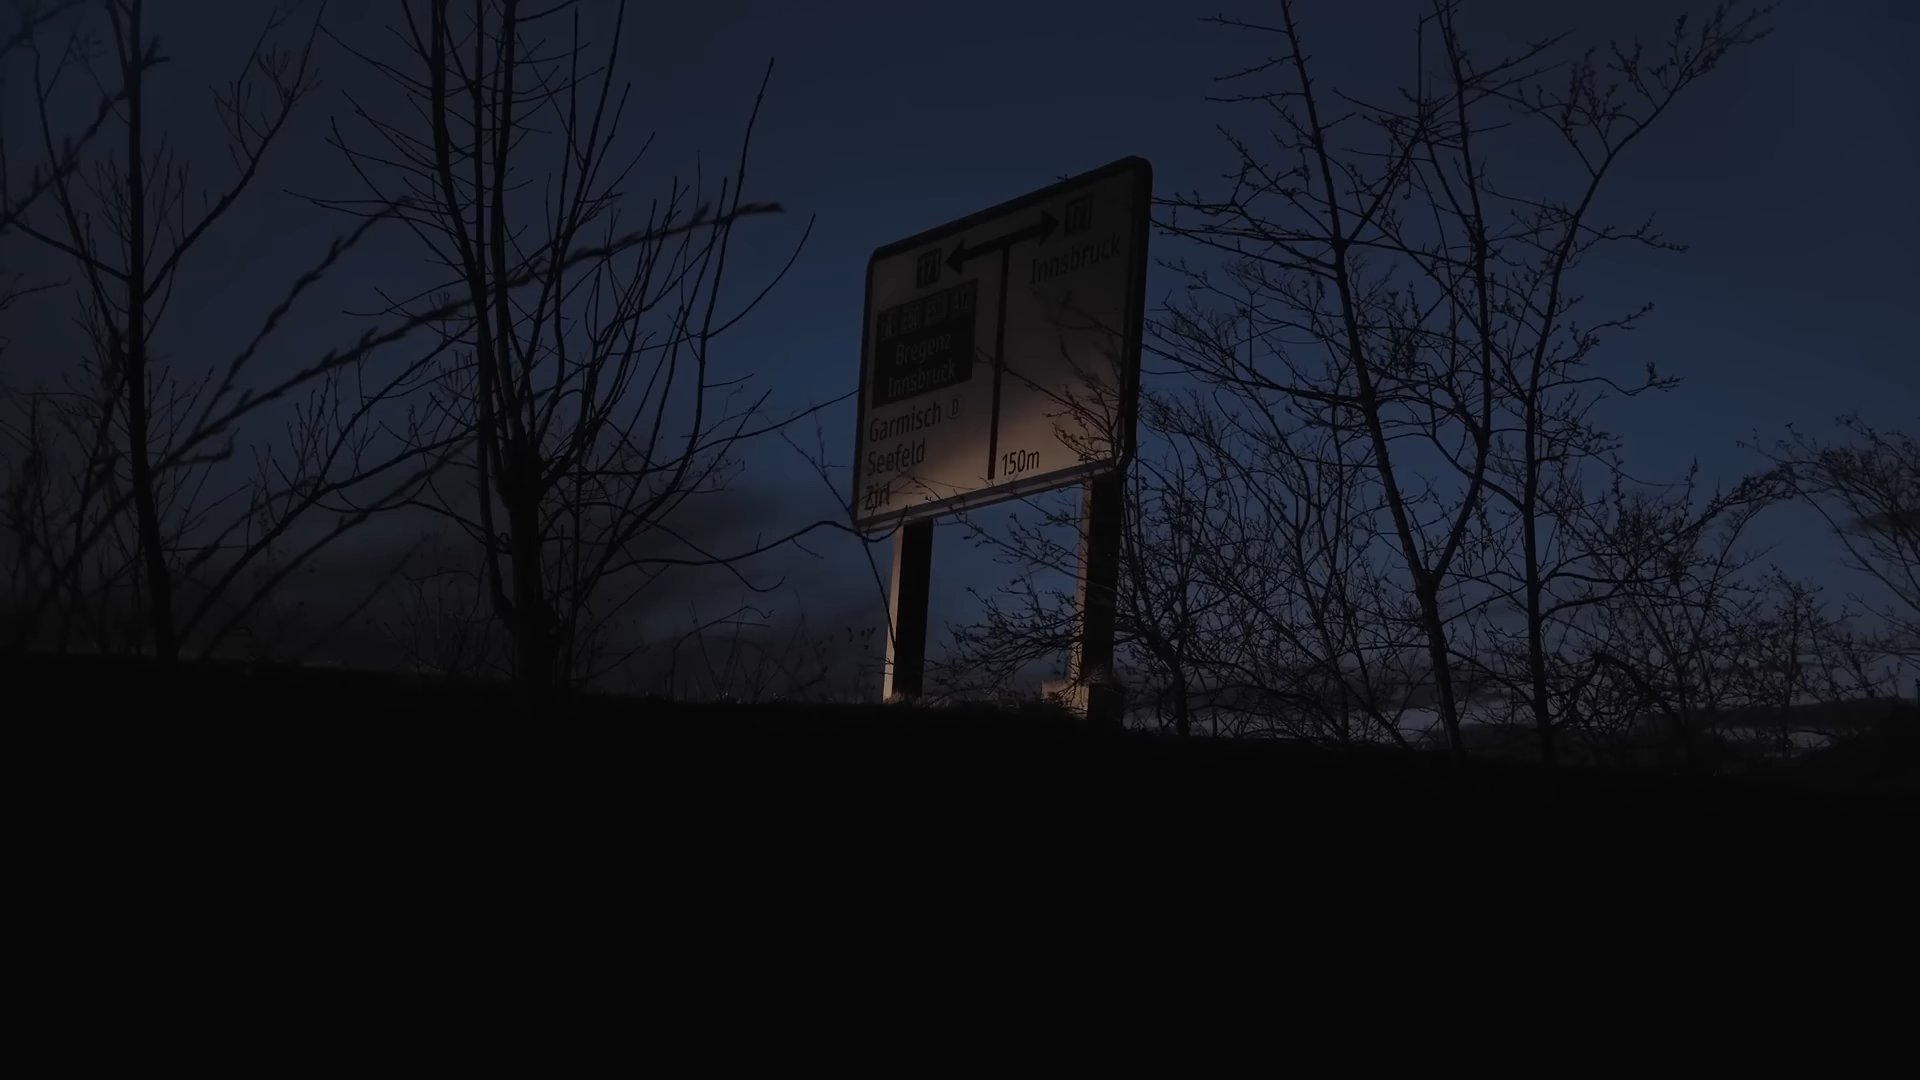 171
171
Innsbruck
Bregenz
Innsbruck
Garmisch D
Seefeld
Zirl
150m